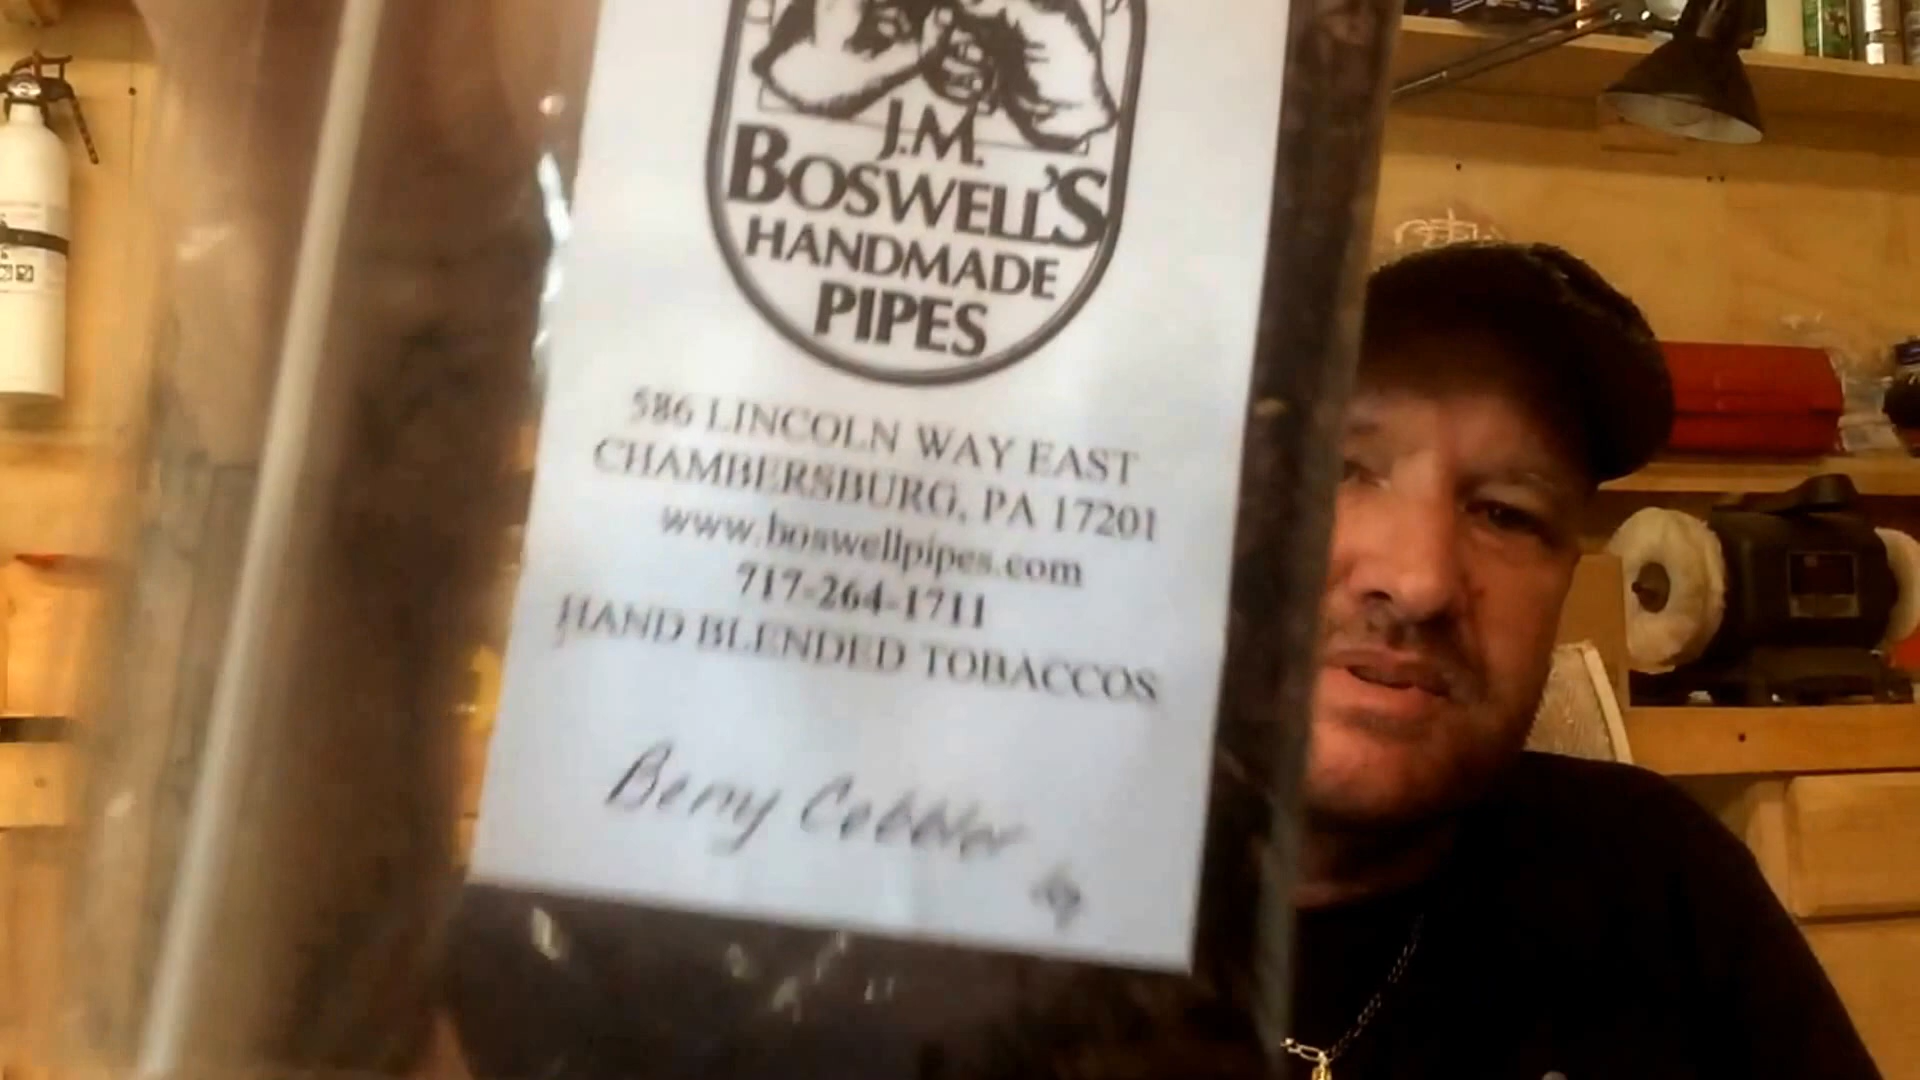 J.M.
BOSWELL'S
HANDMADE
PIPES
586 LINCOLN WAY EAST
CHAMBERSBURG, PA 17201
www.boswellpipes.com
717-264-1711
HAND BLENDED TOBACCOS
Berry Cobbler